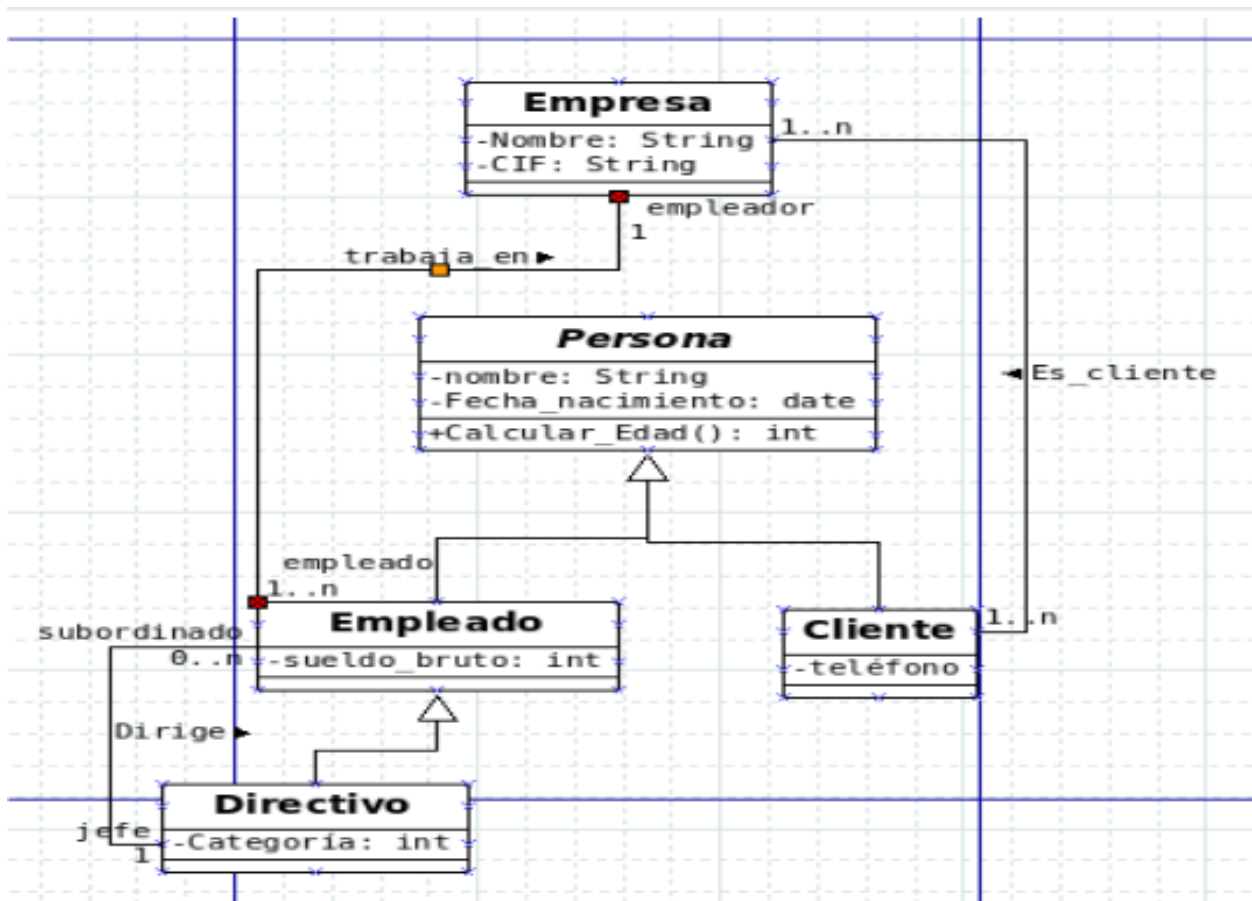 Empresa
1..n
-Nombre: String
-CIF: String
empleador
1
trabaja_en
Persona
-nombre: String
-Fecha_nacimiento: date
Es_cliente
+Calcular_Edad(): int
empleado
1..n
Empleado
1..n
Cliente
subordinado
0..n
-sueldo_bruto: int
-teléfono
Dirige
Directivo
jefe
-Categoría: int
1